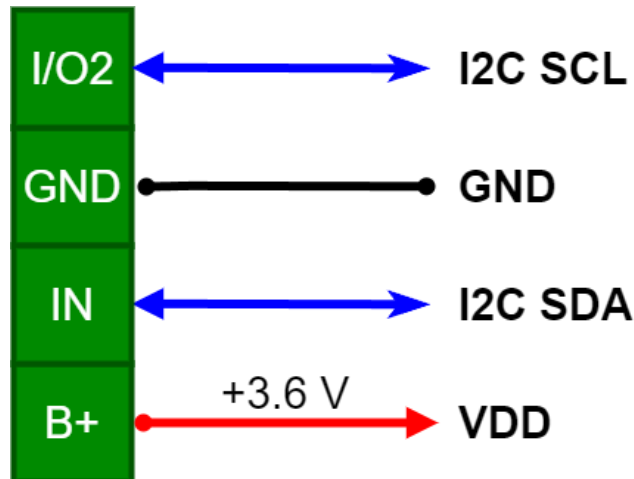 I/O2 I2C SCL
GND GND
IN I2C SDA
+3.6 V
B+ VDD